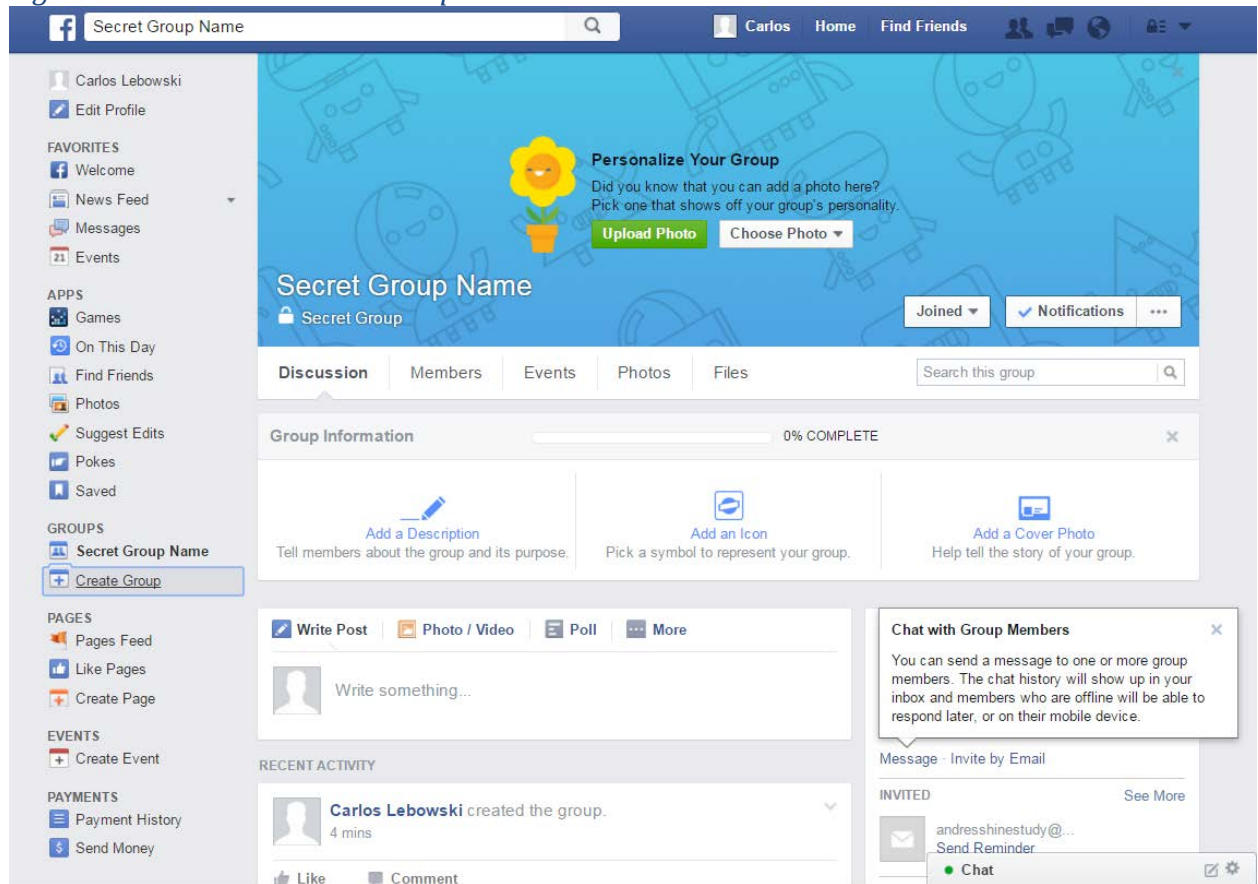 Secret Group Name
Carlos
Home
Find Friends
Carlos Lebowski
Edit Profile
FAVORITES
Welcome
News Feed
Messages
21 Events
APPS
Games
On This Day
Find Friends
Photos
Suggest Edits
Pokes
Saved
GROUPS
Secret Group Name
Create Group
PAGES
Pages Feed
Like Pages
Create Page
EVENTS
Create Event
PAYMENTS
Payment History
Send Money
Personalize Your Group
Did you know that you can add a photo here?
Pick one that shows off your group's personality.
Upload Photo
Choose Photo
Secret Group Name
Secret Group
Joined
Notifications
Discussion
Members
Events
Photos
Files
Search this group
Group Information
0% COMPLETE
Add a Description
Tell members about the group and its purpose.
Add an Icon
Pick a symbol to represent your group.
Add a Cover Photo
Help tell the story of your group.
Write Post
Photo / Video
Poll
More
Write something...
RECENT ACTIVITY
Carlos Lebowski created the group.
4 mins
Like
Comment
Chat with Group Members
You can send a message to one or more group
members. The chat history will show up in your
inbox and members who are offline will be able to
respond later, or on their mobile device.
Message · Invite by Email
INVITED
See More
andresshinestudy@...
Send Reminder
Chat